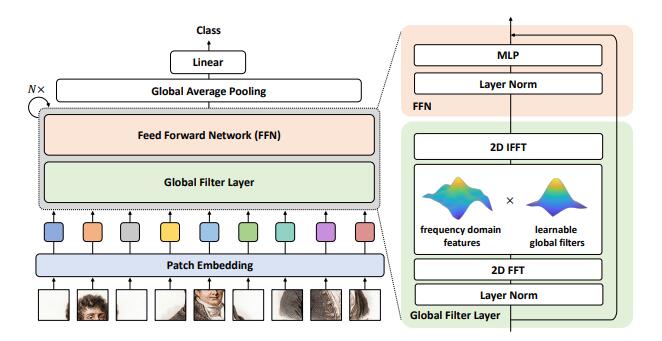 Class
Linear
N×
Global Average Pooling
Feed Forward Network (FFN)
Global Filter Layer
Patch Embedding
MLP
Layer Norm
FFN
2D IFFT
×
frequency domain
features
learnable
global filters
2D FFT
Layer Norm
Global Filter Layer